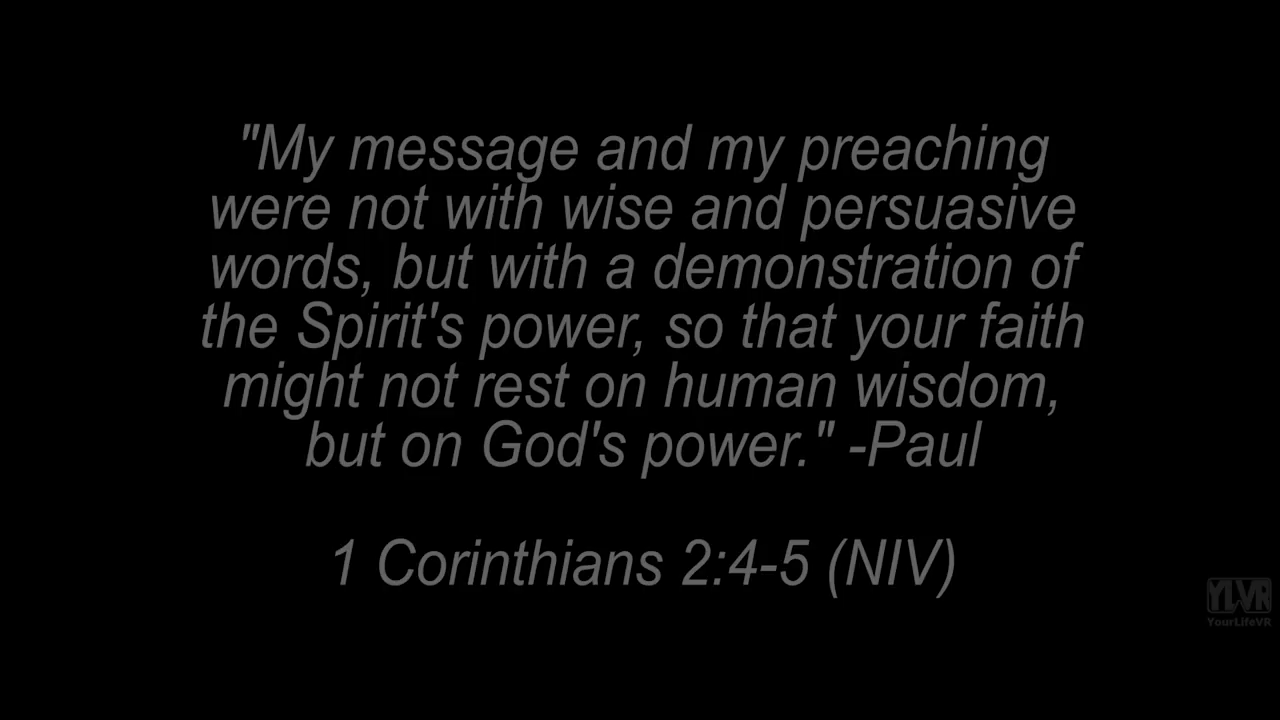 "My message and my preaching
were not with wise and persuasive
words, but with a demonstration of
the Spirit's power, so that your faith
might not rest on human wisdom,
but on God's power." -Paul
1 Corinthians 2:4-5 (NIV)
YLVR
YourLifeVR